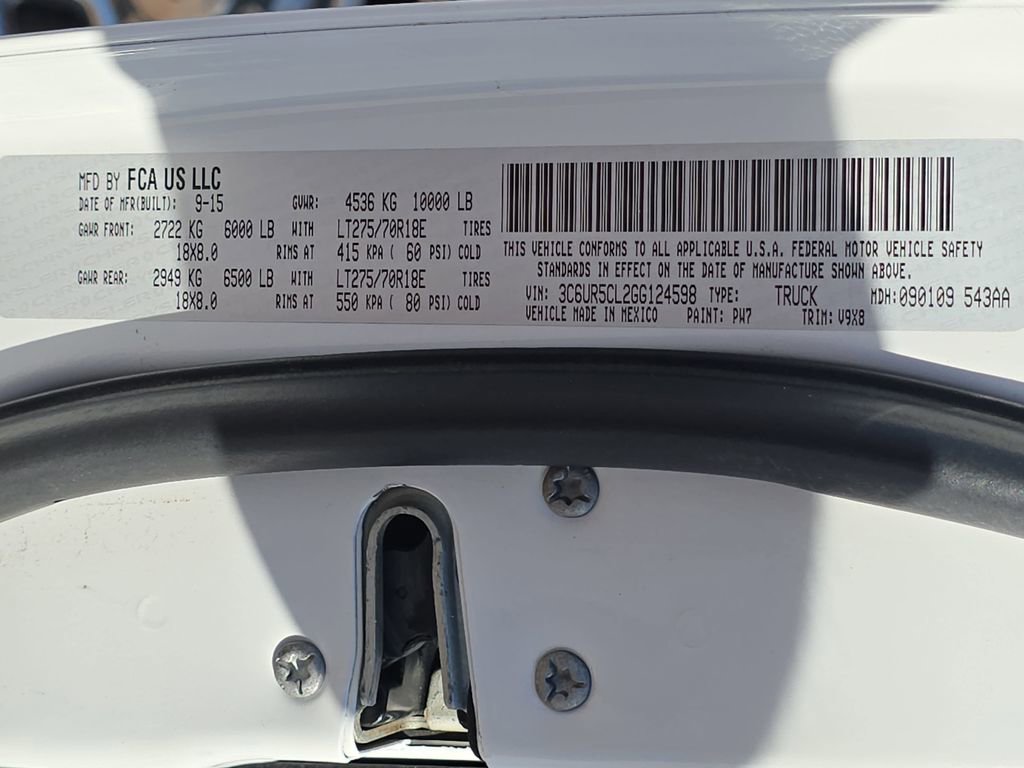 MFD BY FCA US LLC
DATE OF MFR(BUILT): 9-15 GVWR: 4536 KG 10000 LB
GAWR FRONT: 2722 KG 6000 LB WITH LT275/70R18E TIRES
18X8.0 RIMS AT 415 KPA ( 60 PSI) COLD
GAWR REAR: 2949 KG 6500 LB WITH LT275/70R18E TIRES
18X8.0 RIMS AT 550 KPA ( 80 PSI) COLD
THIS VEHICLE CONFORMS TO ALL APPLICABLE U.S.A. FEDERAL MOTOR VEHICLE SAFETY
STANDARDS IN EFFECT ON THE DATE OF MANUFACTURE SHOWN ABOVE.
VIN: 3C6UR5CL2GG124598 TYPE: TRUCK MDH: 090109 543AA
VEHICLE MADE IN MEXICO PAINT: PW7 TRIM: V9X8